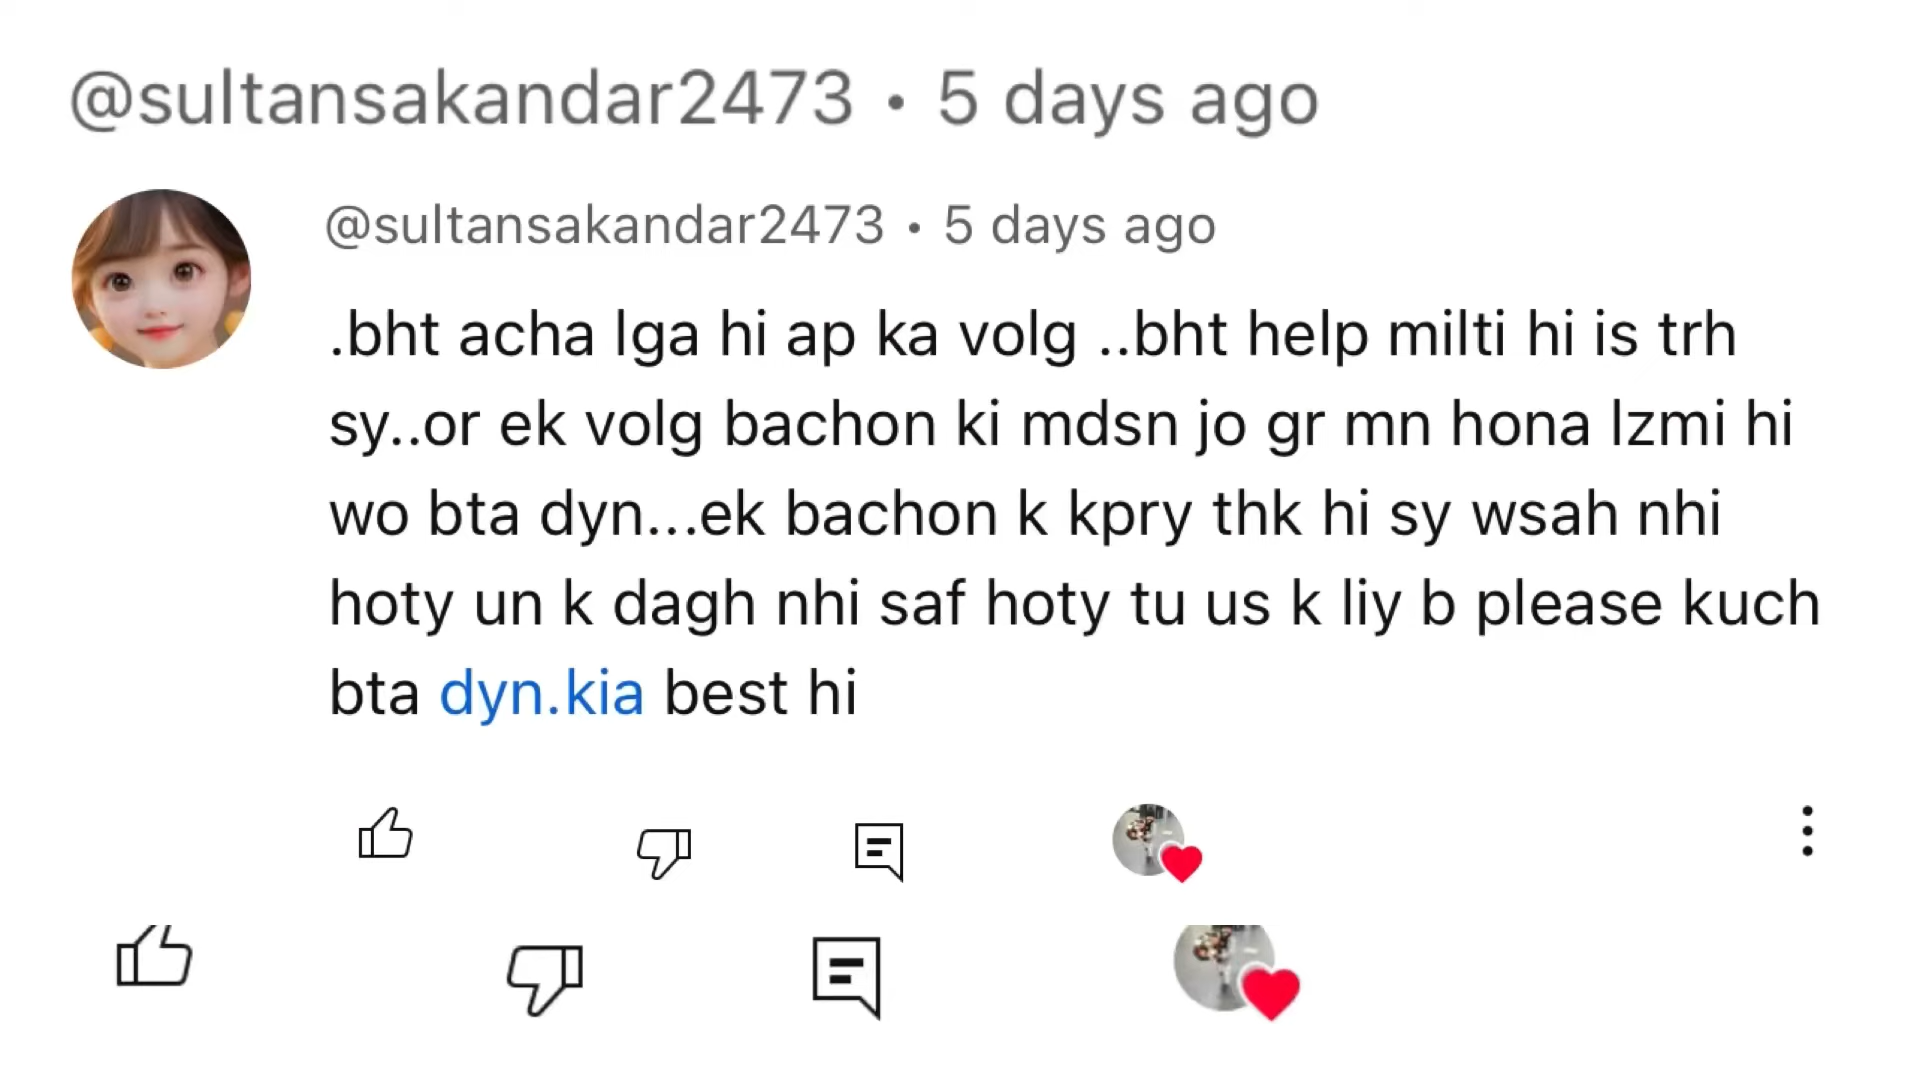 @sultansakandar2473 • 5 days ago
@sultansakandar2473 • 5 days ago
.bht acha lga hi ap ka volg ..bht help milti hi is trh
sy..or ek volg bachon ki mdsn jo gr mn hona lzmi hi
wo bta dyn...ek bachon k kpry thk hi sy wsah nhi
hoty un k dagh nhi saf hoty tu us k liy b please kuch
bta dyn.kia best hi